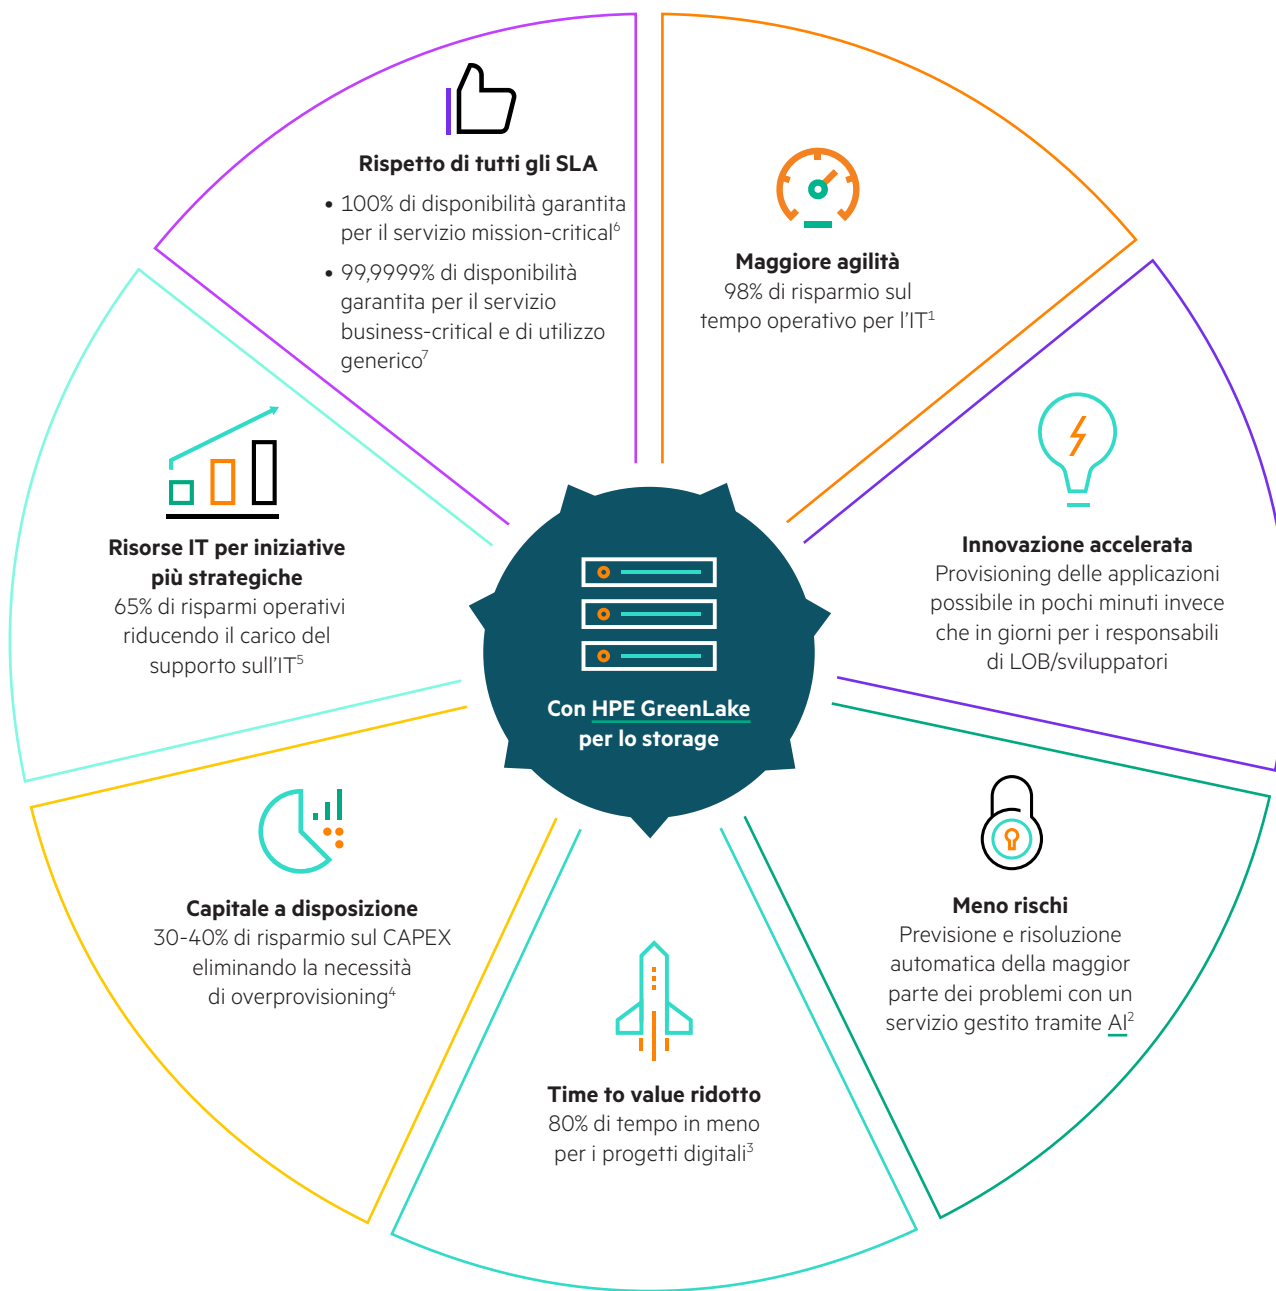 Rispetto di tutti gli SLA
• 100% di disponibilità garantita
per il servizio mission-critical⁶
• 99,9999% di disponibilità
garantita per il servizio
business-critical e di utilizzo
generico⁷
Maggiore agilità
98% di risparmio sul
tempo operativo per l'IT¹
Innovazione accelerata
Provisioning delle applicazioni
possibile in pochi minuti invece
che in giorni per i responsabili
di LOB/sviluppatori
Meno rischi
Previsione e risoluzione
automatica della maggior
parte dei problemi con un
servizio gestito tramite AI²
Time to value ridotto
80% di tempo in meno
per i progetti digitali³
Capitale a disposizione
30-40% di risparmio sul CAPEX
eliminando la necessità
di overprovisioning⁴
Risorse IT per iniziative
più strategiche
65% di risparmi operativi
riducendo il carico del
supporto sull'IT⁵
Con HPE GreenLake
per lo storage